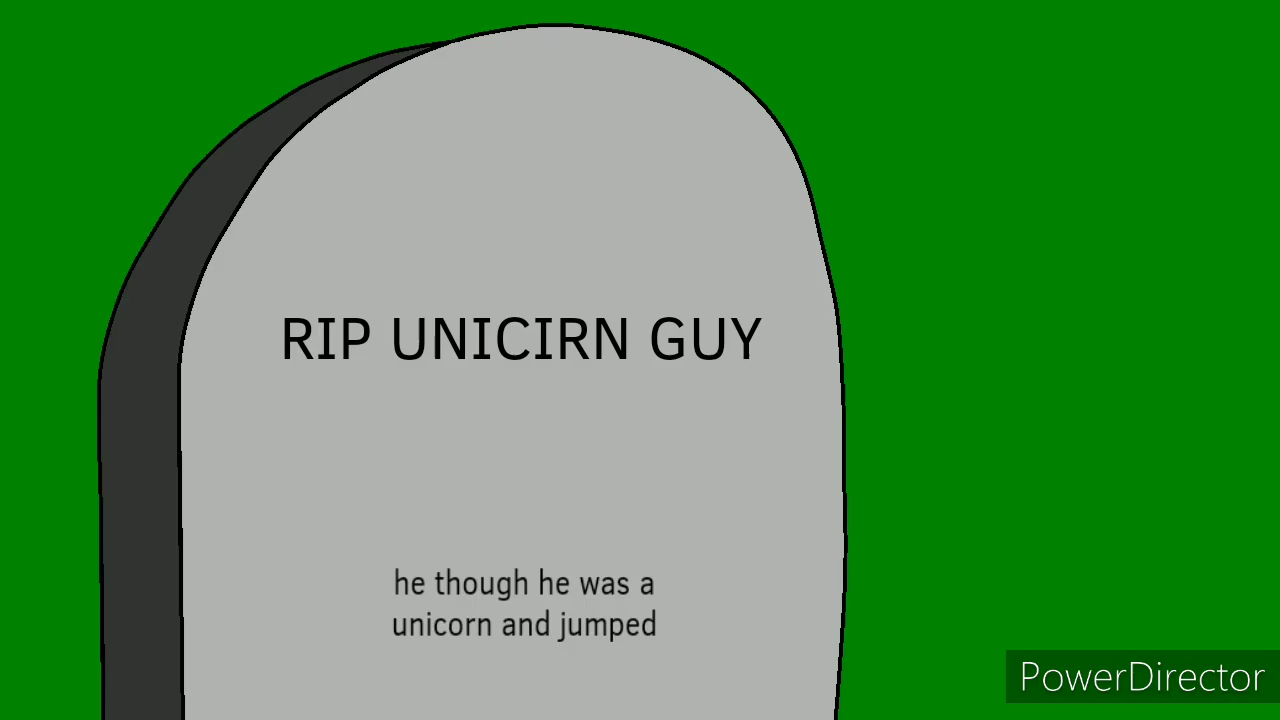 RIP UNICIRN GUY
he though he was a
unicorn and jumped
PowerDirector